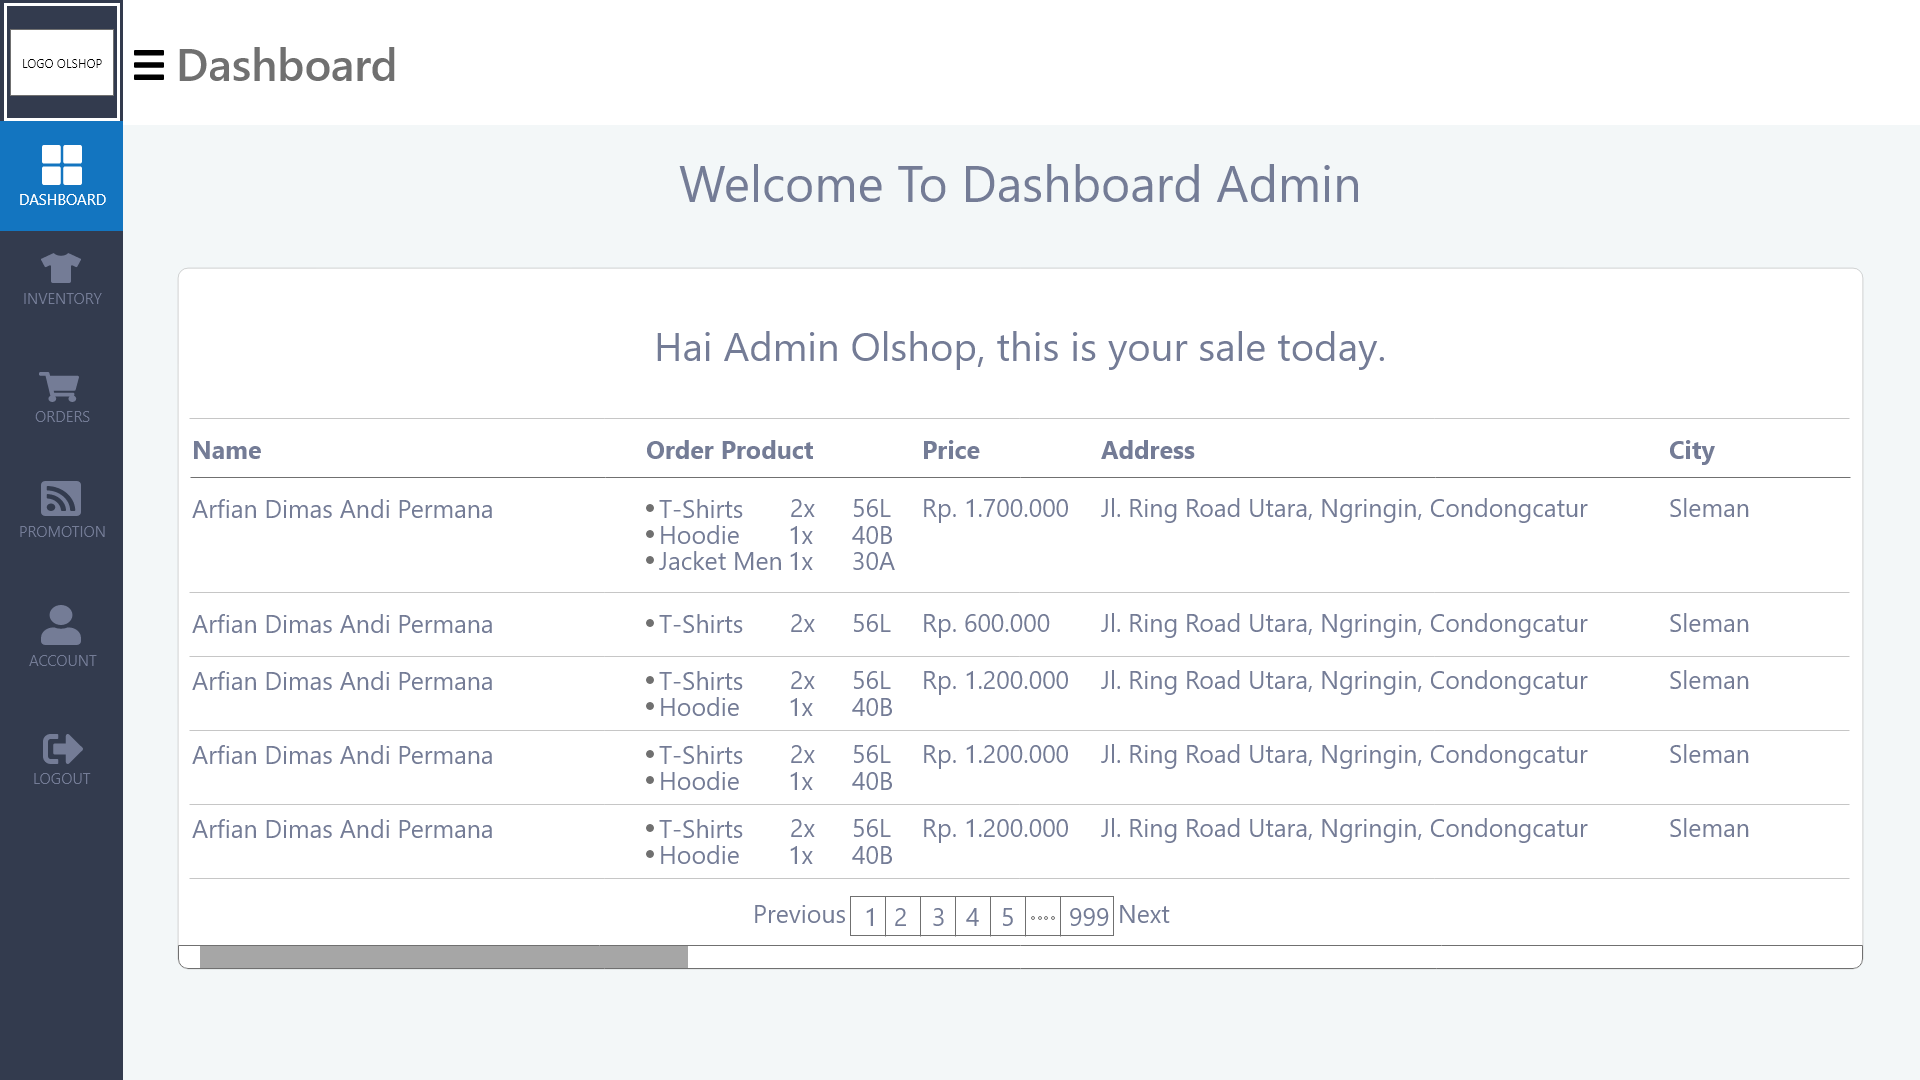 LOGO OLSHOP
Dashboard
DASHBOARD
INVENTORY
ORDERS
PROMOTION
ACCOUNT
LOGOUT
Welcome To Dashboard Admin
Hai Admin Olshop, this is your sale today.
Name Order Product Price Address City
Arfian Dimas Andi Permana •T-Shirts 2x 56L Rp. 1.700.000 Jl. Ring Road Utara, Ngringin, Condongcatur Sleman
•Hoodie 1x 40B
•Jacket Men 1x 30A
Arfian Dimas Andi Permana •T-Shirts 2x 56L Rp. 600.000 Jl. Ring Road Utara, Ngringin, Condongcatur Sleman
Arfian Dimas Andi Permana •T-Shirts 2x 56L Rp. 1.200.000 Jl. Ring Road Utara, Ngringin, Condongcatur Sleman
•Hoodie 1x 40B
Arfian Dimas Andi Permana •T-Shirts 2x 56L Rp. 1.200.000 Jl. Ring Road Utara, Ngringin, Condongcatur Sleman
•Hoodie 1x 40B
Arfian Dimas Andi Permana •T-Shirts 2x 56L Rp. 1.200.000 Jl. Ring Road Utara, Ngringin, Condongcatur Sleman
•Hoodie 1x 40B
Previous 1 2 3 4 5 .... 999 Next